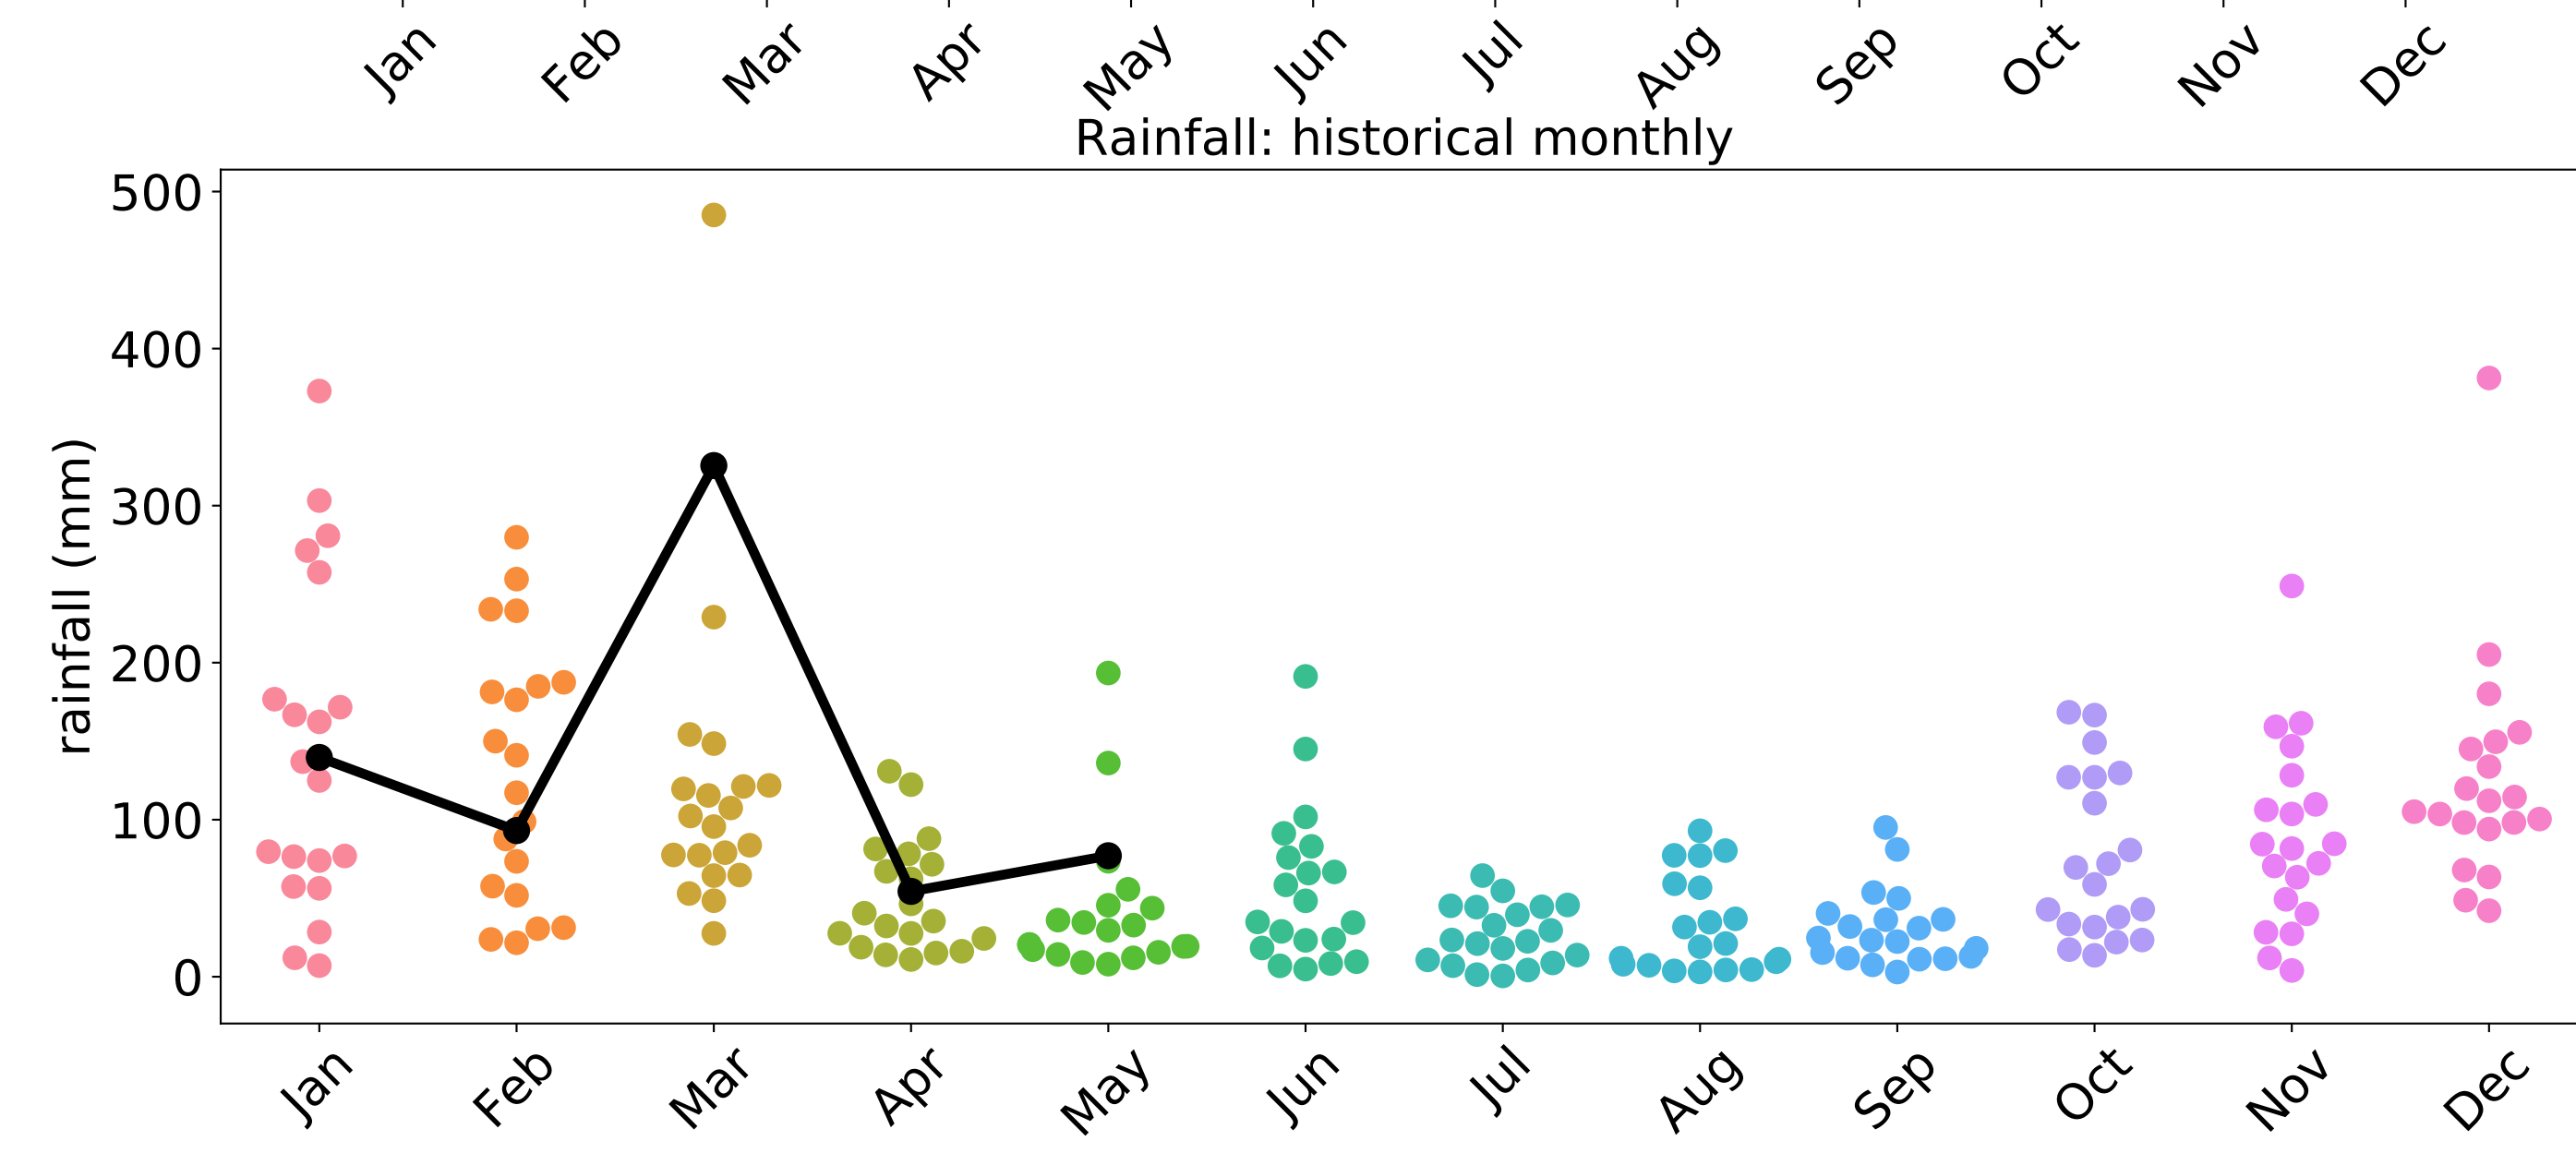 Jan Feb Mar Apr May Jun Jul Aug Sep Oct Nov Dec
Rainfall: historical monthly
500
400
300
200
100
0
rainfall (mm)
Jan Feb Mar Apr May Jun Jul Aug Sep Oct Nov Dec